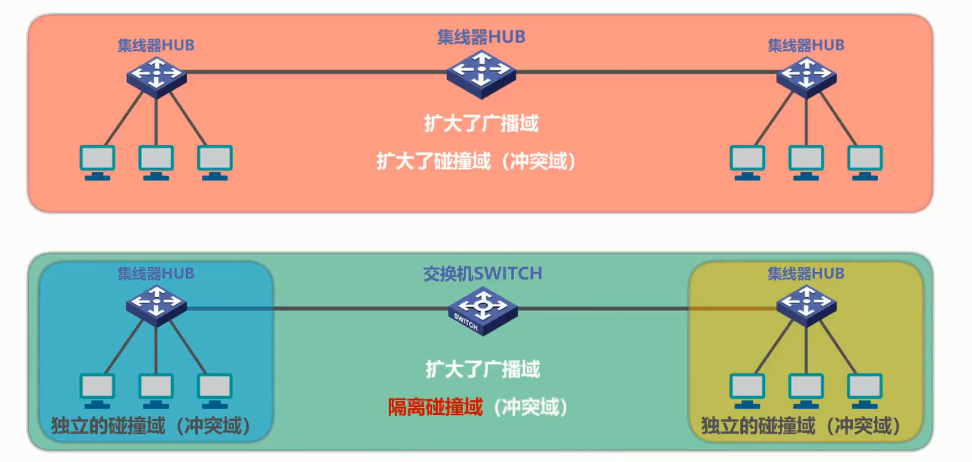 集线器HUB
集线器HUB
集线器HUB
扩大了广播域
扩大了碰撞域（冲突域）
集线器HUB
交换机SWITCH
集线器HUB
SWITCH
扩大了广播域
隔离碰撞域（冲突域）
独立的碰撞域（冲突域）
独立的碰撞域（冲突域）